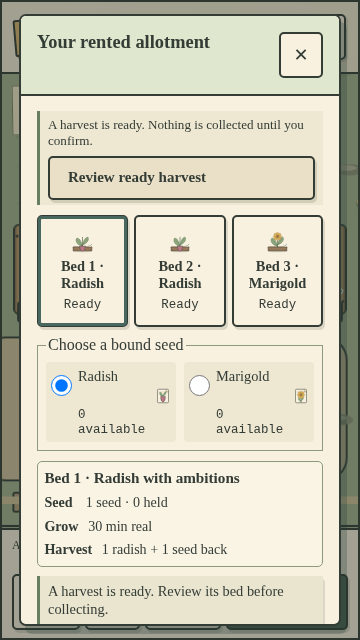 Your rented allotment
×
A harvest is ready. Nothing is collected until you
confirm.
Review ready harvest
Bed 1 ·
Radish
Ready
Bed 2 ·
Radish
Ready
Bed 3 ·
Marigold
Ready
Choose a bound seed
Radish
0
available
Marigold
0
available
Bed 1 · Radish with ambitions
Seed 1 seed · 0 held
Grow 30 min real
Harvest 1 radish + 1 seed back
A harvest is ready. Review its bed before
collecting.